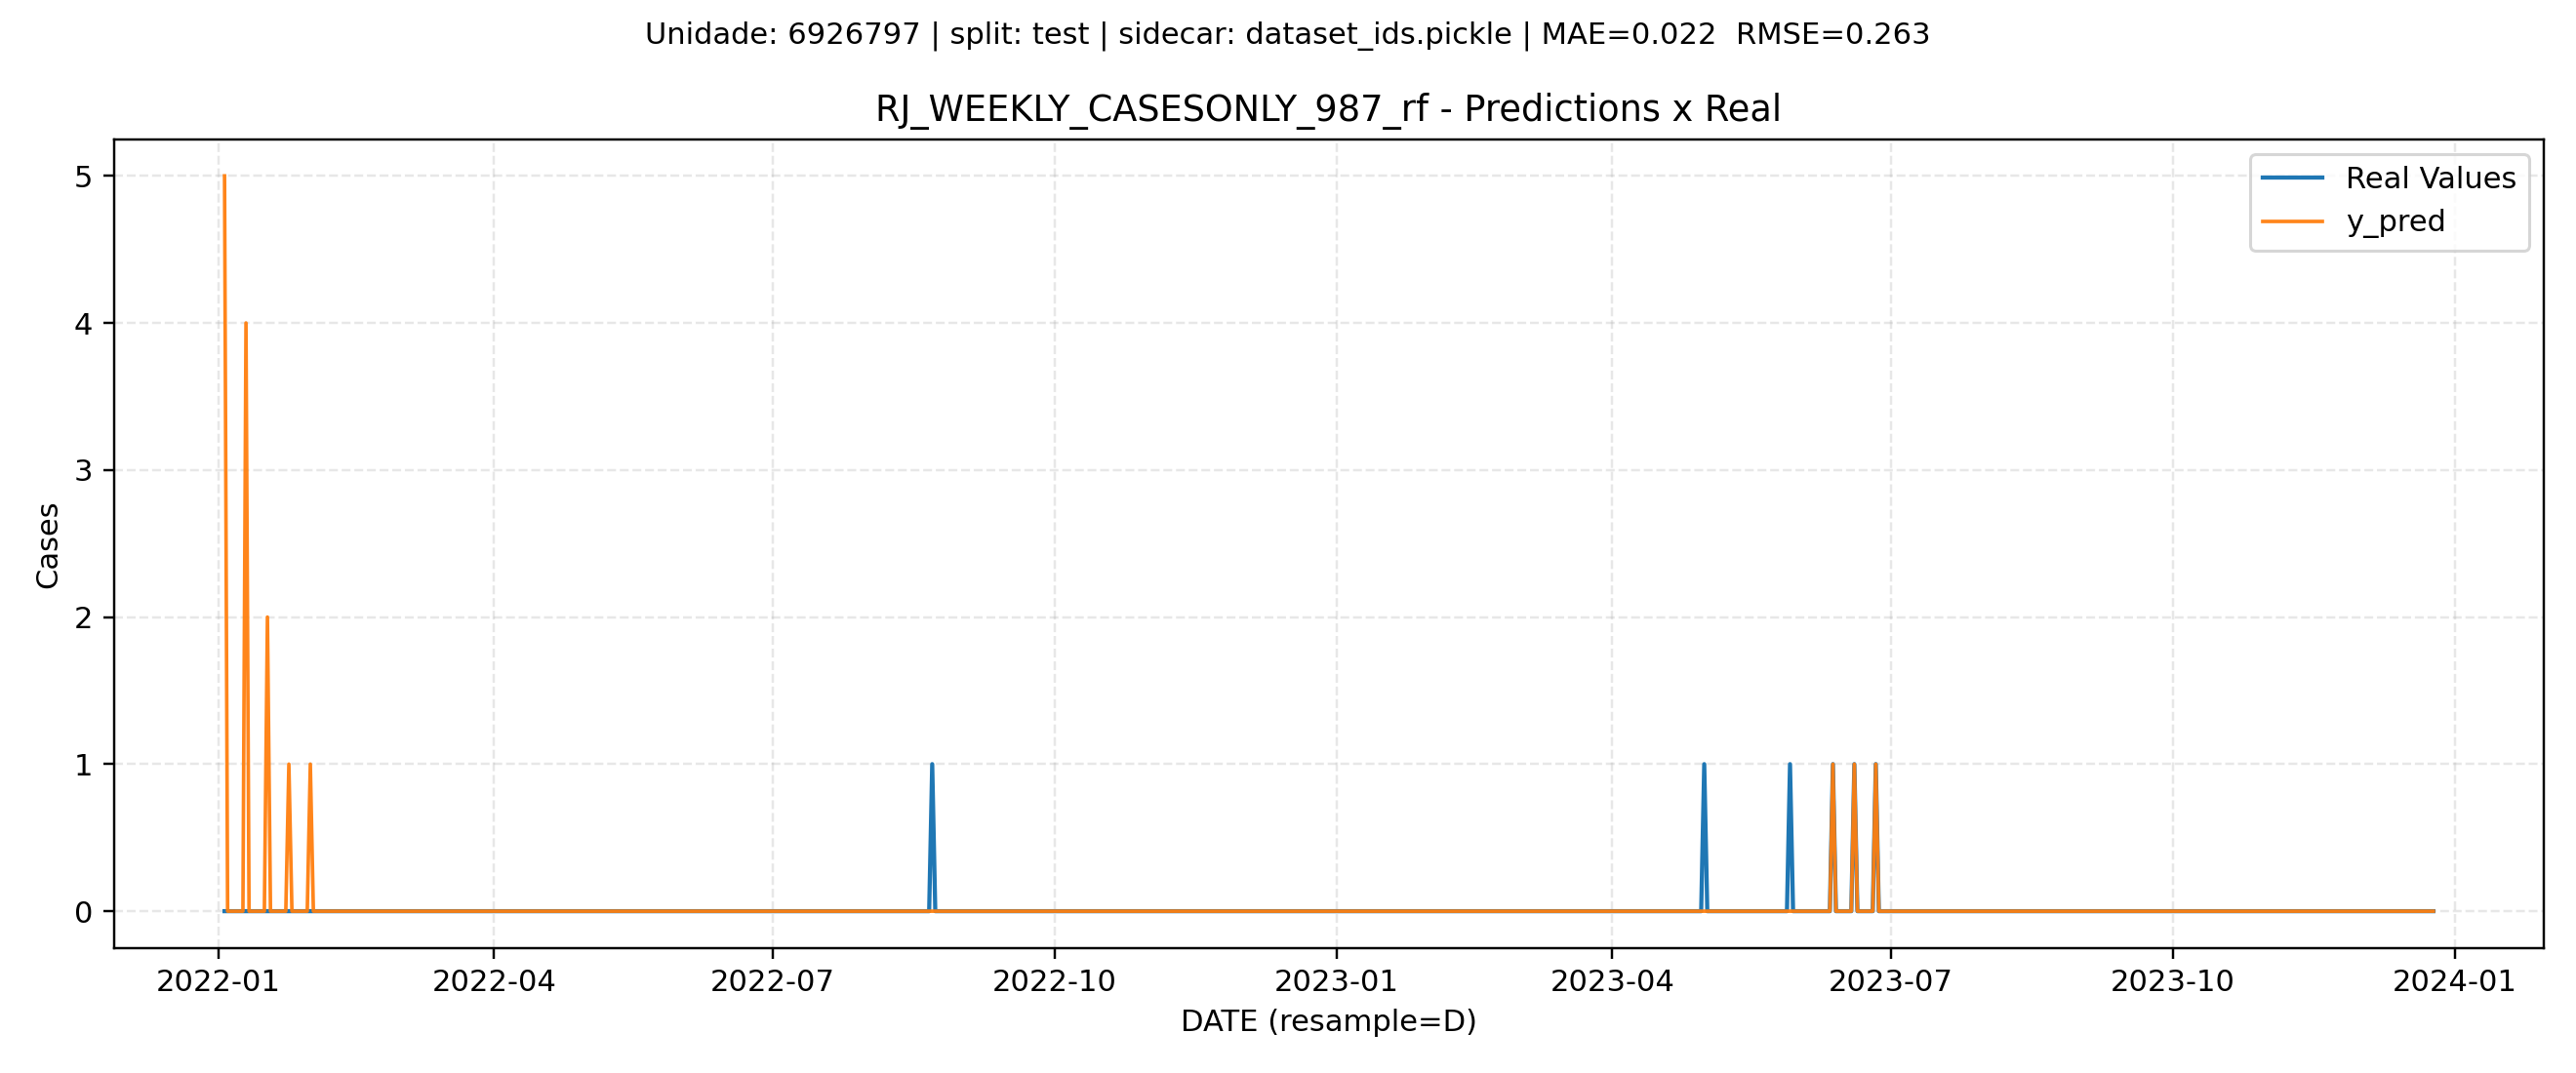 Unidade: 6926797 | split: test | sidecar: dataset_ids.pickle | MAE=0.022  RMSE=0.263
RJ_WEEKLY_CASESONLY_987_rf - Predictions x Real
Real Values
y_pred
5
4
3
2
1
0
Cases
2022-01 2022-04 2022-07 2022-10 2023-01 2023-04 2023-07 2023-10 2024-01
DATE (resample=D)